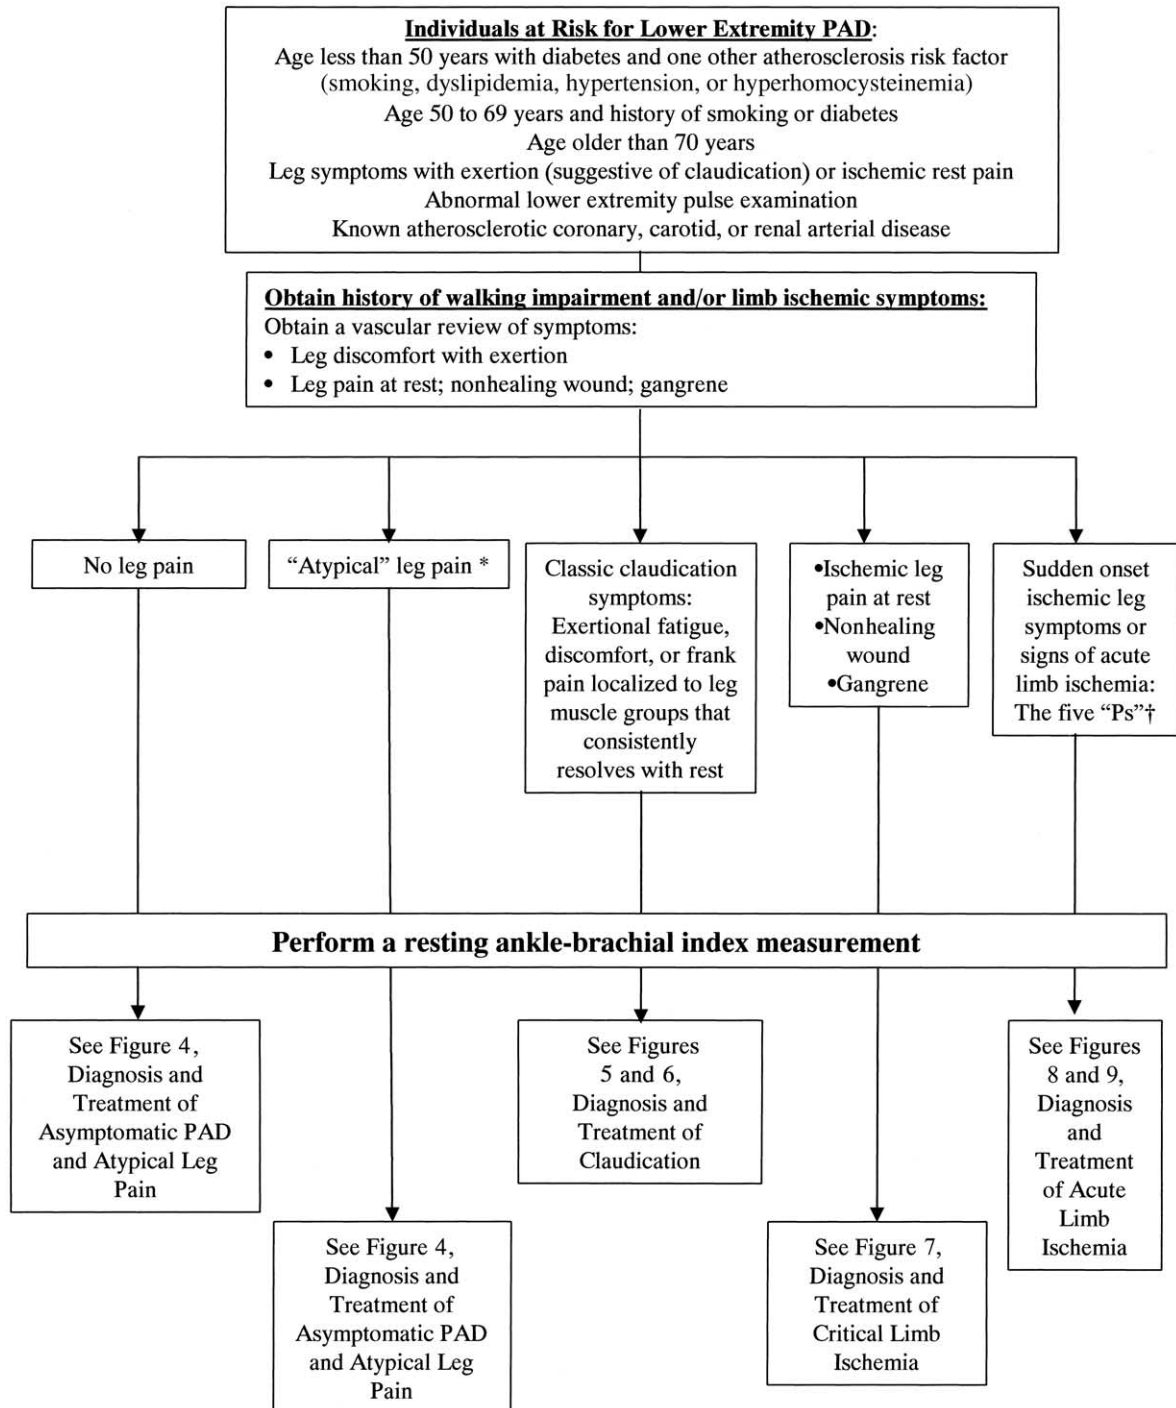 Individuals at Risk for Lower Extremity PAD:
Age less than 50 years with diabetes and one other atherosclerosis risk factor
(smoking, dyslipidemia, hypertension, or hyperhomocysteinemia)
Age 50 to 69 years and history of smoking or diabetes
Age older than 70 years
Leg symptoms with exertion (suggestive of claudication) or ischemic rest pain
Abnormal lower extremity pulse examination
Known atherosclerotic coronary, carotid, or renal arterial disease
Obtain history of walking impairment and/or limb ischemic symptoms:
Obtain a vascular review of symptoms:
• Leg discomfort with exertion
• Leg pain at rest; nonhealing wound; gangrene
No leg pain
“Atypical” leg pain *
Classic claudication
symptoms:
Exertional fatigue,
discomfort, or frank
pain localized to leg
muscle groups that
consistently
resolves with rest
•Ischemic leg
pain at rest
•Nonhealing
wound
•Gangrene
Sudden onset
ischemic leg
symptoms or
signs of acute
limb ischemia:
The five “Ps”†
Perform a resting ankle-brachial index measurement
See Figure 4,
Diagnosis and
Treatment of
Asymptomatic PAD
and Atypical Leg
Pain
See Figure 4,
Diagnosis and
Treatment of
Asymptomatic PAD
and Atypical Leg
Pain
See Figures
5 and 6,
Diagnosis and
Treatment of
Claudication
See Figure 7,
Diagnosis and
Treatment of
Critical Limb
Ischemia
See Figures
8 and 9,
Diagnosis
and
Treatment
of Acute
Limb
Ischemia